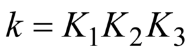 k = K₁K₂K₃